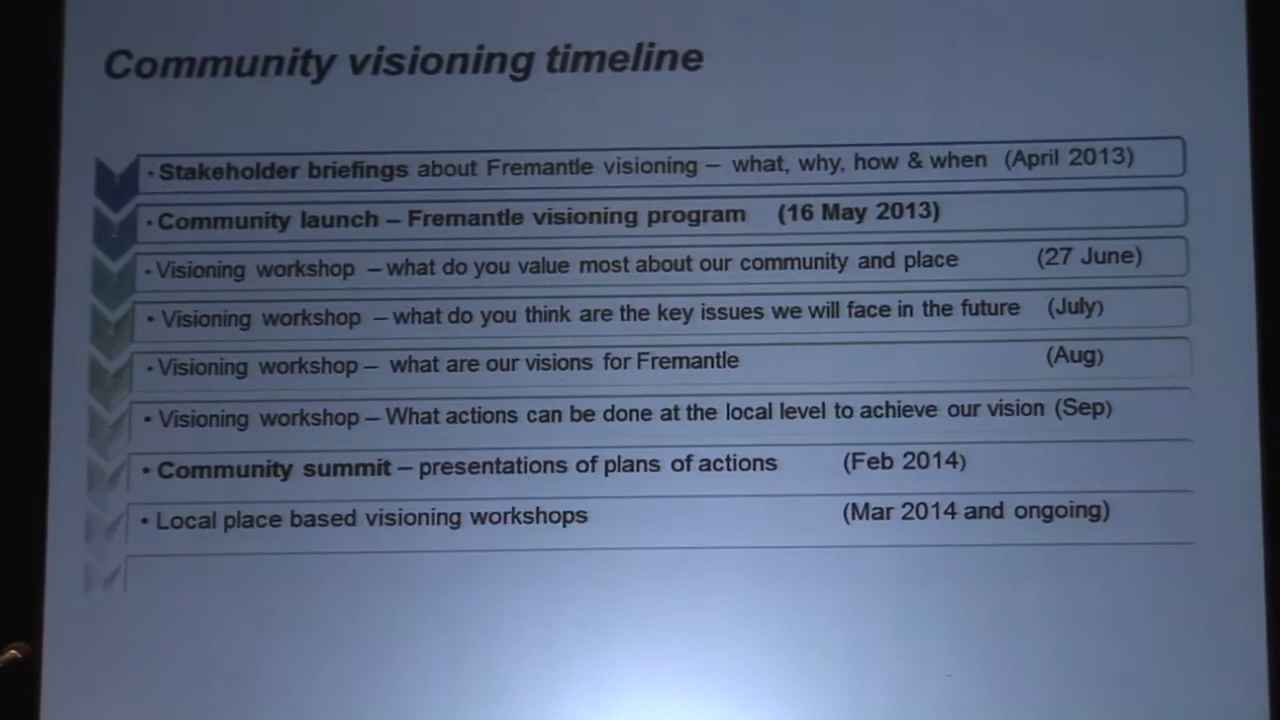 Community visioning timeline
· Stakeholder briefings about Fremantle visioning – what, why, how & when (April 2013)
· Community launch – Fremantle visioning program (16 May 2013)
· Visioning workshop – what do you value most about our community and place (27 June)
• Visioning workshop – what do you think are the key issues we will face in the future (July)
· Visioning workshop – what are our visions for Fremantle (Aug)
• Visioning workshop – What actions can be done at the local level to achieve our vision (Sep)
• Community summit – presentations of plans of actions (Feb 2014)
• Local place based visioning workshops (Mar 2014 and ongoing)